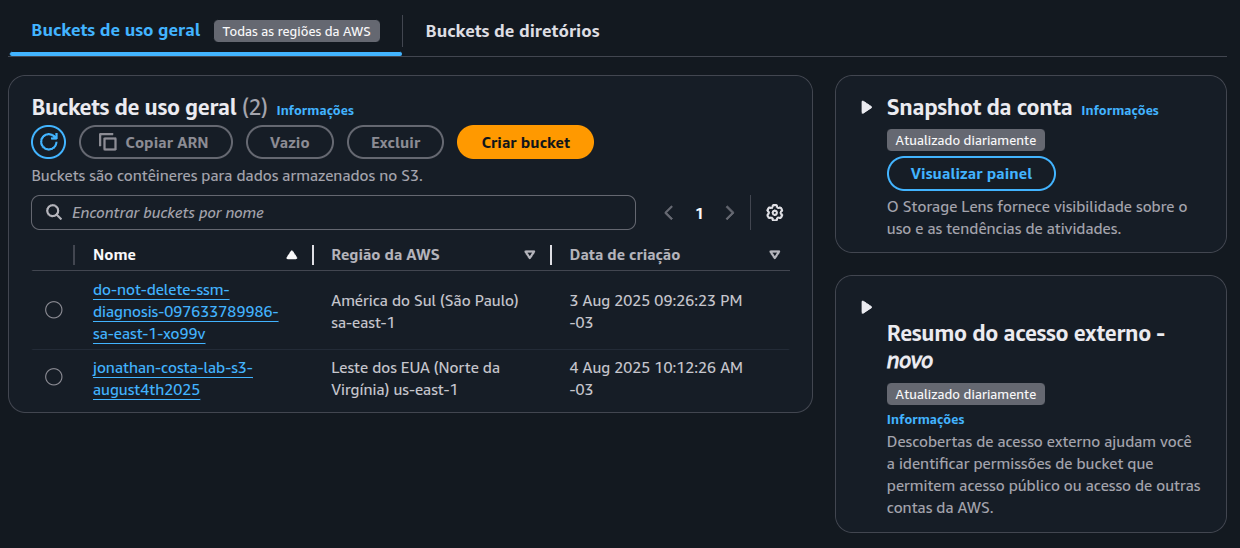 Buckets de uso geral Todas as regiões da AWS Buckets de diretórios
Buckets de uso geral (2) Informações
Copiar ARN Vazio Excluir Criar bucket
Buckets são contêineres para dados armazenados no S3.
Encontrar buckets por nome
1
Nome Região da AWS Data de criação
do-not-delete-ssm-
diagnosis-097633789986-
sa-east-1-xo99v
América do Sul (São Paulo)
sa-east-1
3 Aug 2025 09:26:23 PM
-03
jonathan-costa-lab-s3-
august4th2025
Leste dos EUA (Norte da
Virgínia) us-east-1
4 Aug 2025 10:12:26 AM
-03
Snapshot da conta Informações
Atualizado diariamente
Visualizar painel
O Storage Lens fornece visibilidade sobre o
uso e as tendências de atividades.
Resumo do acesso externo -
novo
Atualizado diariamente
Informações
Descobertas de acesso externo ajudam você
a identificar permissões de bucket que
permitem acesso público ou acesso de outras
contas da AWS.